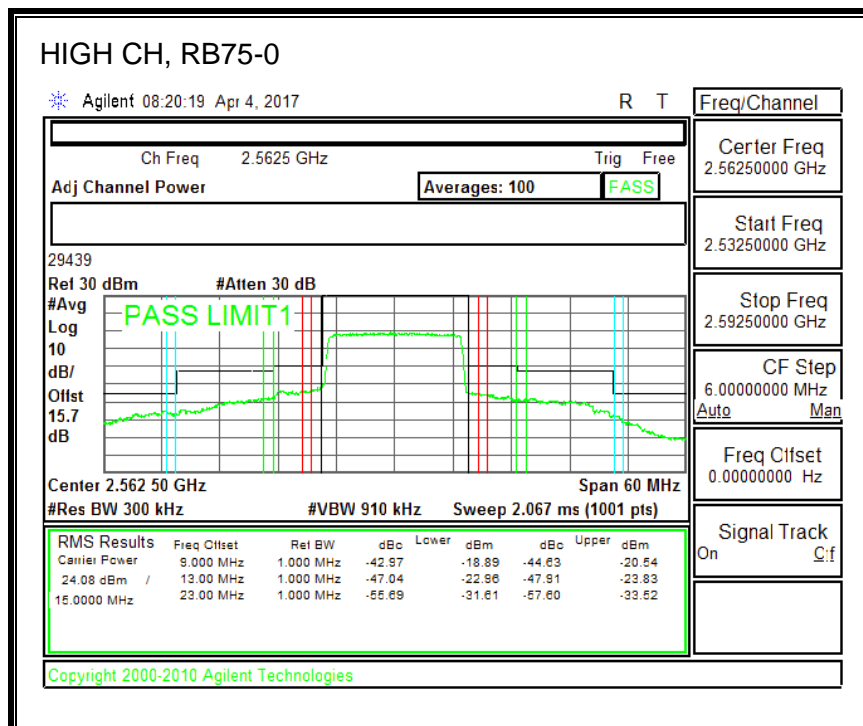 HIGH CH, RB75-0
Agilent 08:20:19 Apr 4, 2017 R T
Ch Freq 2.5625 GHz Trig Free
Adj Channel Power Averages: 100 PASS
29439
Ref 30 dBm #Atten 30 dB
#Avg
Log
10
dB/
Offst
15.7
dB
PASS LIMIT1
Center 2.562 50 GHz Span 60 MHz
#Res BW 300 kHz #VBW 910 kHz Sweep 2.067 ms (1001 pts)
RMS Results Freq Offset Ref BW dBc Lower dBm dBc Upper dBm
Carrier Power 9.000 MHz 1.000 MHz -42.97 -18.89 -44.63 -20.54
24.08 dBm / 13.00 MHz 1.000 MHz -47.04 -22.96 -47.91 -23.83
15.0000 MHz 23.00 MHz 1.000 MHz -55.69 -31.61 -57.60 -33.52
Copyright 2000-2010 Agilent Technologies
Freq/Channel
Center Freq
2.56250000 GHz
Start Freq
2.53250000 GHz
Stop Freq
2.59250000 GHz
CF Step
6.00000000 MHz
Auto Man
Freq Offset
0.00000000 Hz
Signal Track
On Off